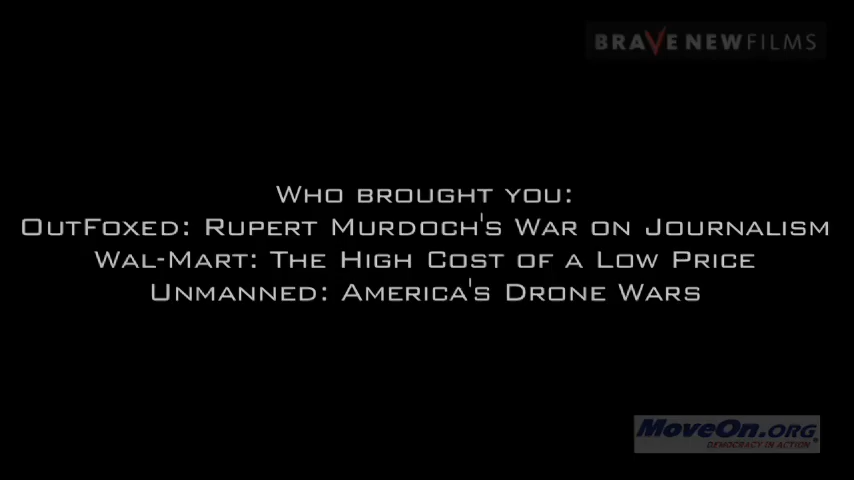 BRAVE NEW FILMS
WHO BROUGHT YOU:
OUTFOXED: RUPERT MURDOCH'S WAR ON JOURNALISM
WAL-MART: THE HIGH COST OF A LOW PRICE
UNMANNED: AMERICA'S DRONE WARS
MoveOn.ORG
DEMOCRACY IN ACTION